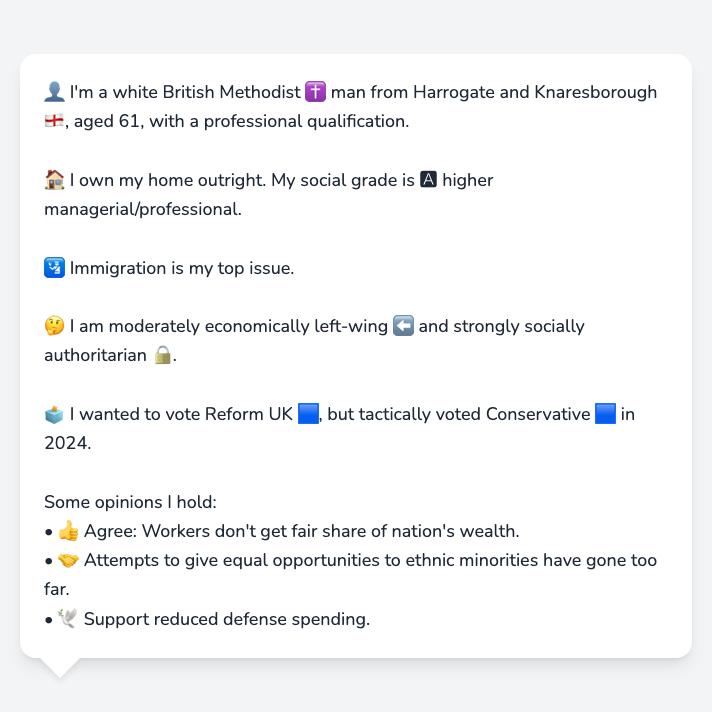 👤 I'm a white British Methodist ✝️ man from Harrogate and Knaresborough
🏴󠁧󠁢󠁥󠁮󠁧󠁿, aged 61, with a professional qualification.
🏠 I own my home outright. My social grade is 🅰 higher
managerial/professional.
🛂 Immigration is my top issue.
🤔 I am moderately economically left-wing ⬅️ and strongly socially
authoritarian 🔒.
🗳️ I wanted to vote Reform UK 🟦, but tactically voted Conservative 🟦 in
2024.
Some opinions I hold:
• 👍 Agree: Workers don't get fair share of nation's wealth.
• 🤝 Attempts to give equal opportunities to ethnic minorities have gone too
far.
• 🕊️ Support reduced defense spending.